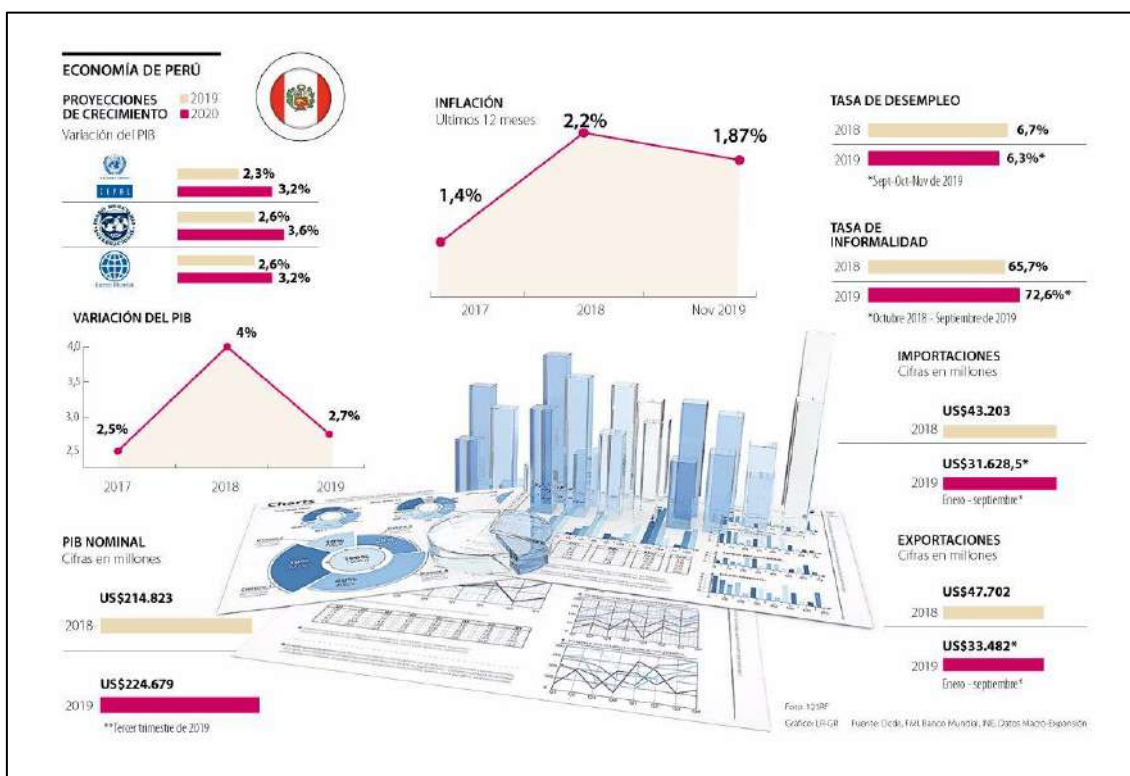 ECONOMÍA DE PERÚ
PROYECCIONES
DE CRECIMIENTO
2019
2020
Variación del PIB
2,3%
CEPAL
3,2%
2,6%
3,6%
2,6%
Banco Mundial
3,2%
INFLACIÓN
Últimos 12 meses
2,2%
1,87%
1,4%
2017
2018
Nov 2019
TASA DE DESEMPLEO
2018
6,7%
2019
6,3%*
*Sept-Oct-Nov de 2019
TASA DE
INFORMALIDAD
2018
65,7%
2019
72,6%*
*Octubre 2018 - Septiembre de 2019
VARIACIÓN DEL PIB
4,0
3,5
3,0
2,5
2,5%
4%
2,7%
2017
2018
2019
IMPORTACIONES
Cifras en millones
US$43.203
2018
US$31.628,5*
2019
Enero - septiembre*
PIB NOMINAL
Cifras en millones
US$214.823
2018
US$224.679
2019
**Tercer trimestre de 2019
Charts
EXPORTACIONES
Cifras en millones
US$47.702
2018
US$33.482*
2019
Enero - septiembre*
Foto: 123RF
Gráfico: LR-GR Fuente: Ocde, FMI, Banco Mundial, INE, Datos Macro-Expansión